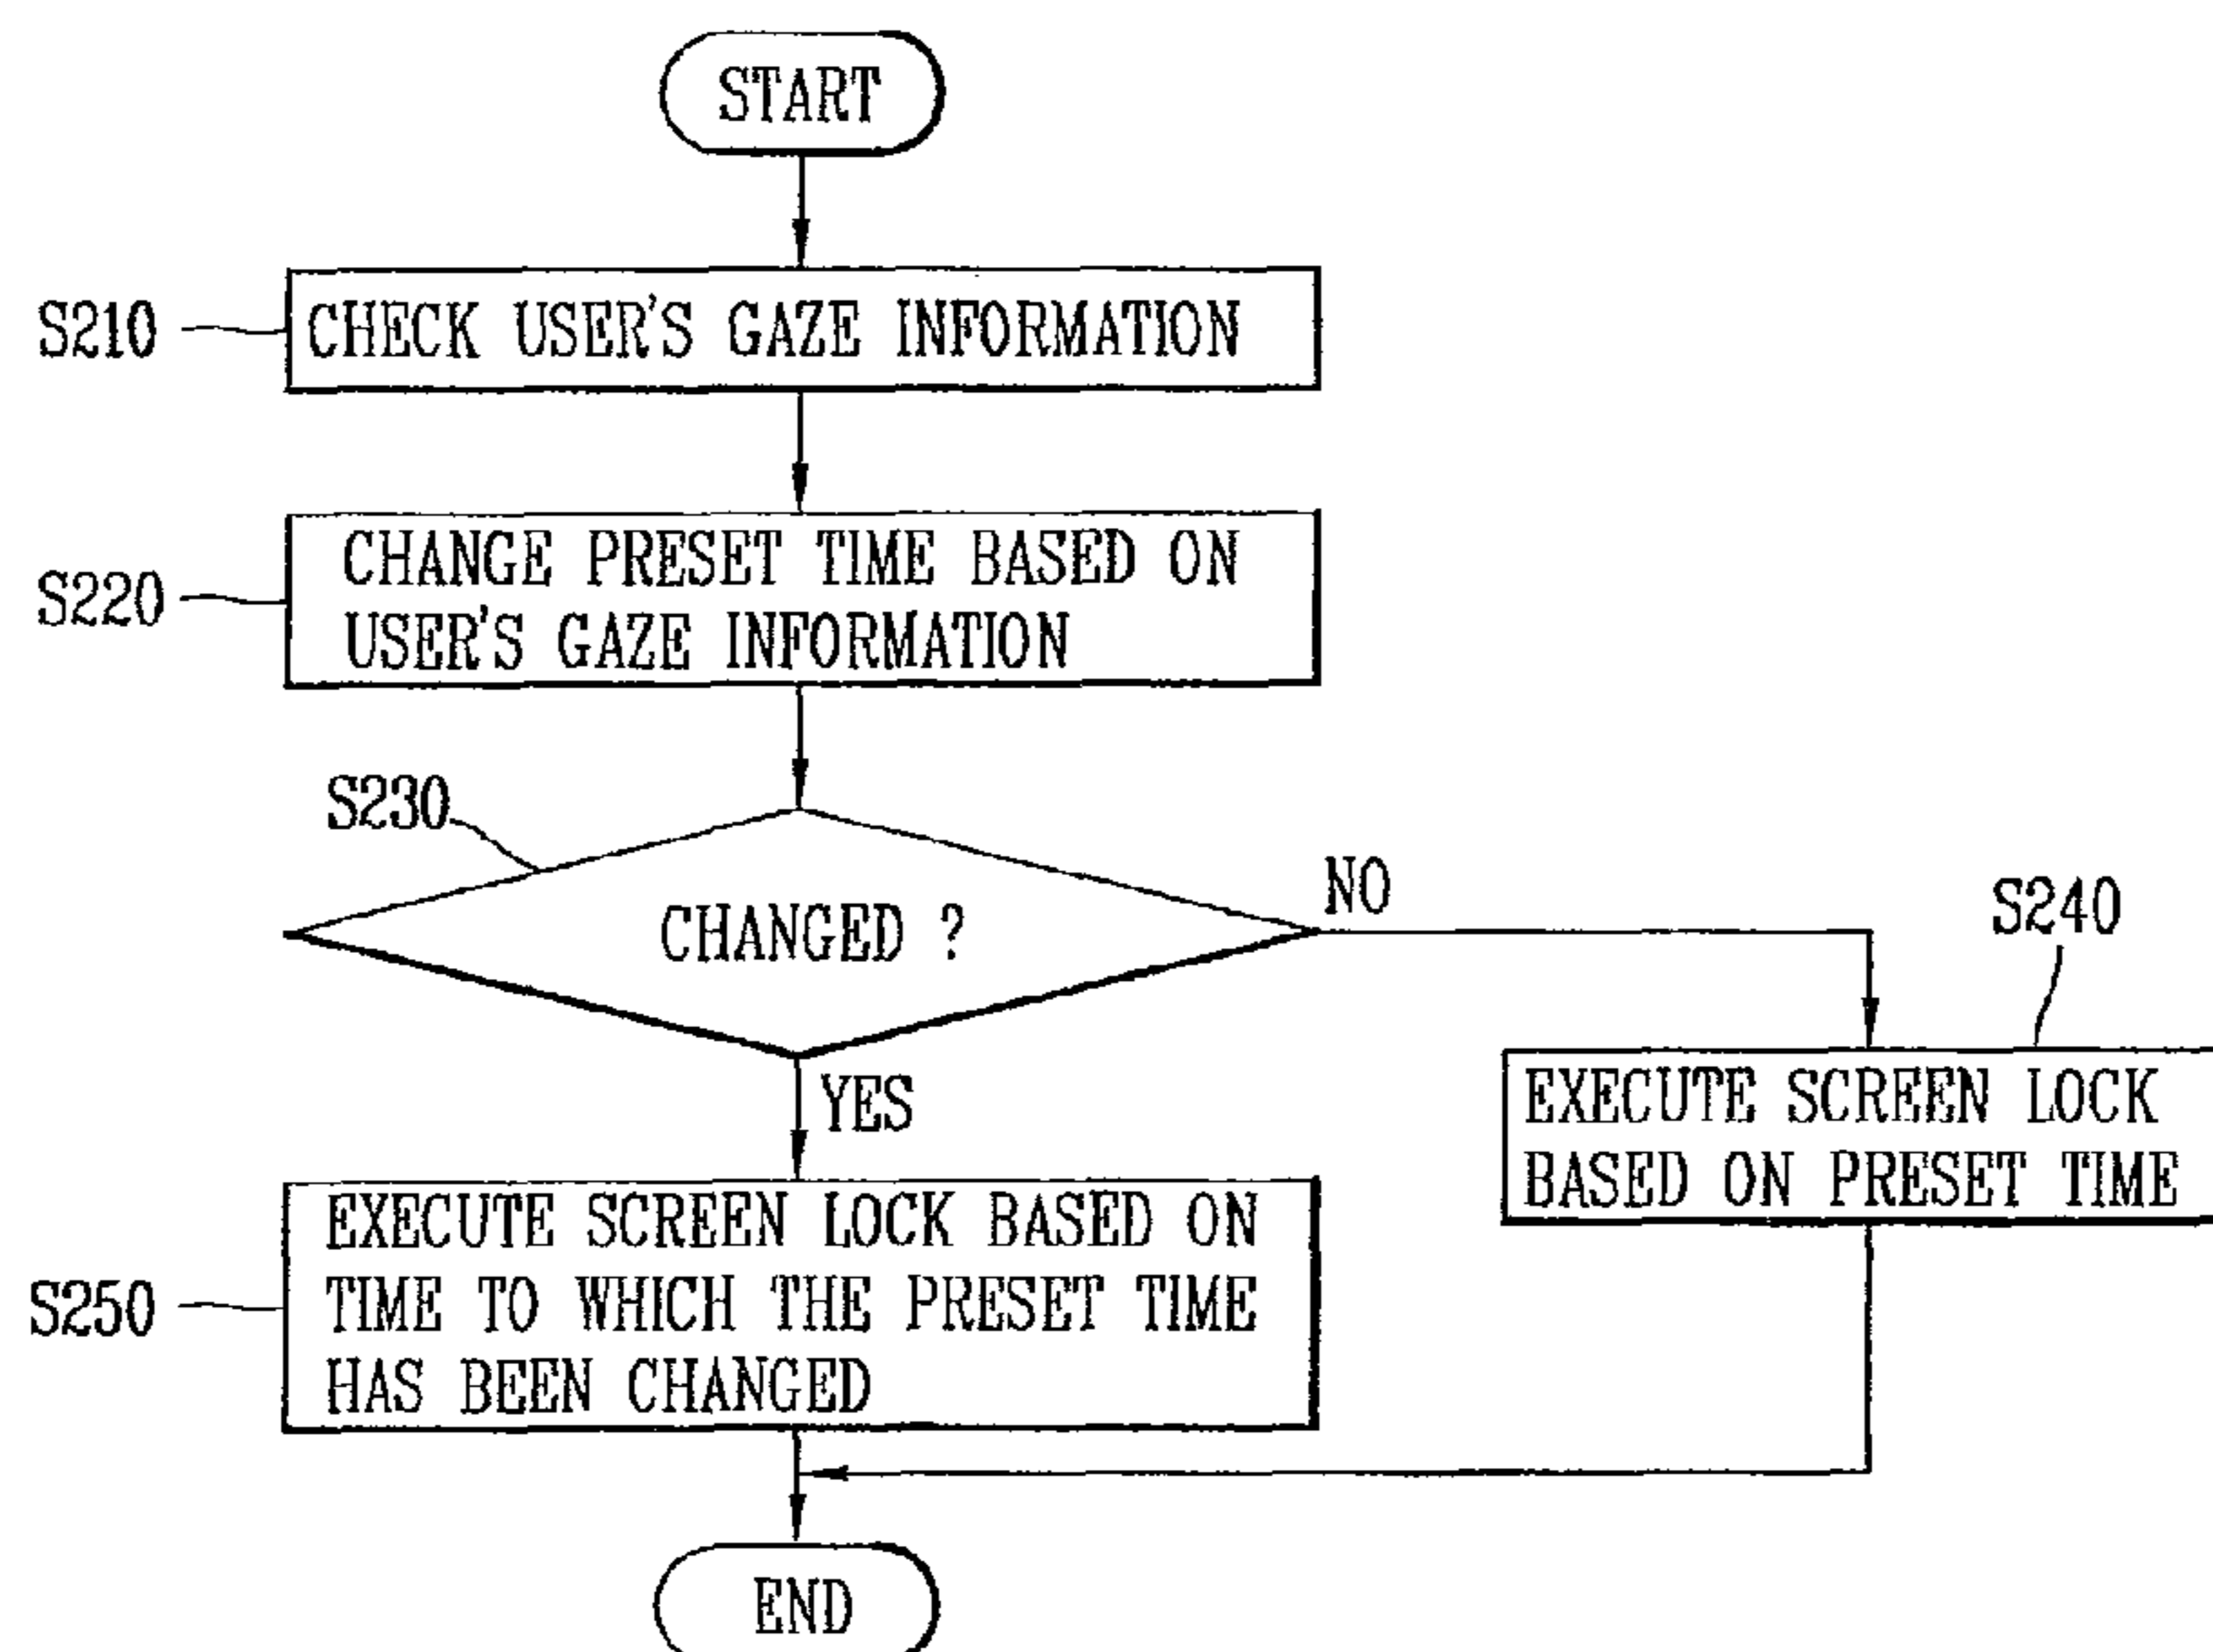 START
S210
CHECK USER'S GAZE INFORMATION
S220
CHANGE PRESET TIME BASED ON
USER'S GAZE INFORMATION
S230
CHANGED ?
NO
S240
YES
EXECUTE SCREEN LOCK
BASED ON PRESET TIME
S250
EXECUTE SCREEN LOCK BASED ON
TIME TO WHICH THE PRESET TIME
HAS BEEN CHANGED
END